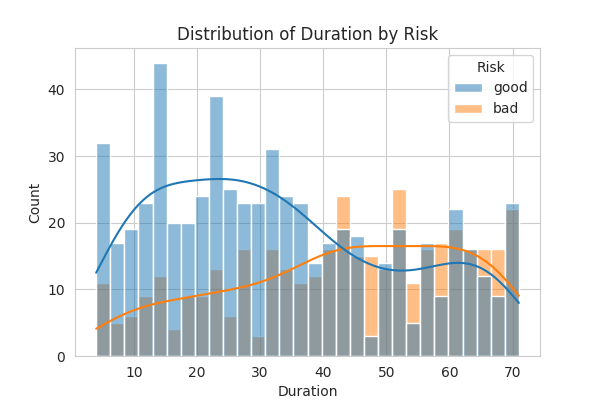 Distribution of Duration by Risk
Risk
good
bad
Count
40
30
20
10
0
10 20 30 40 50 60 70
Duration